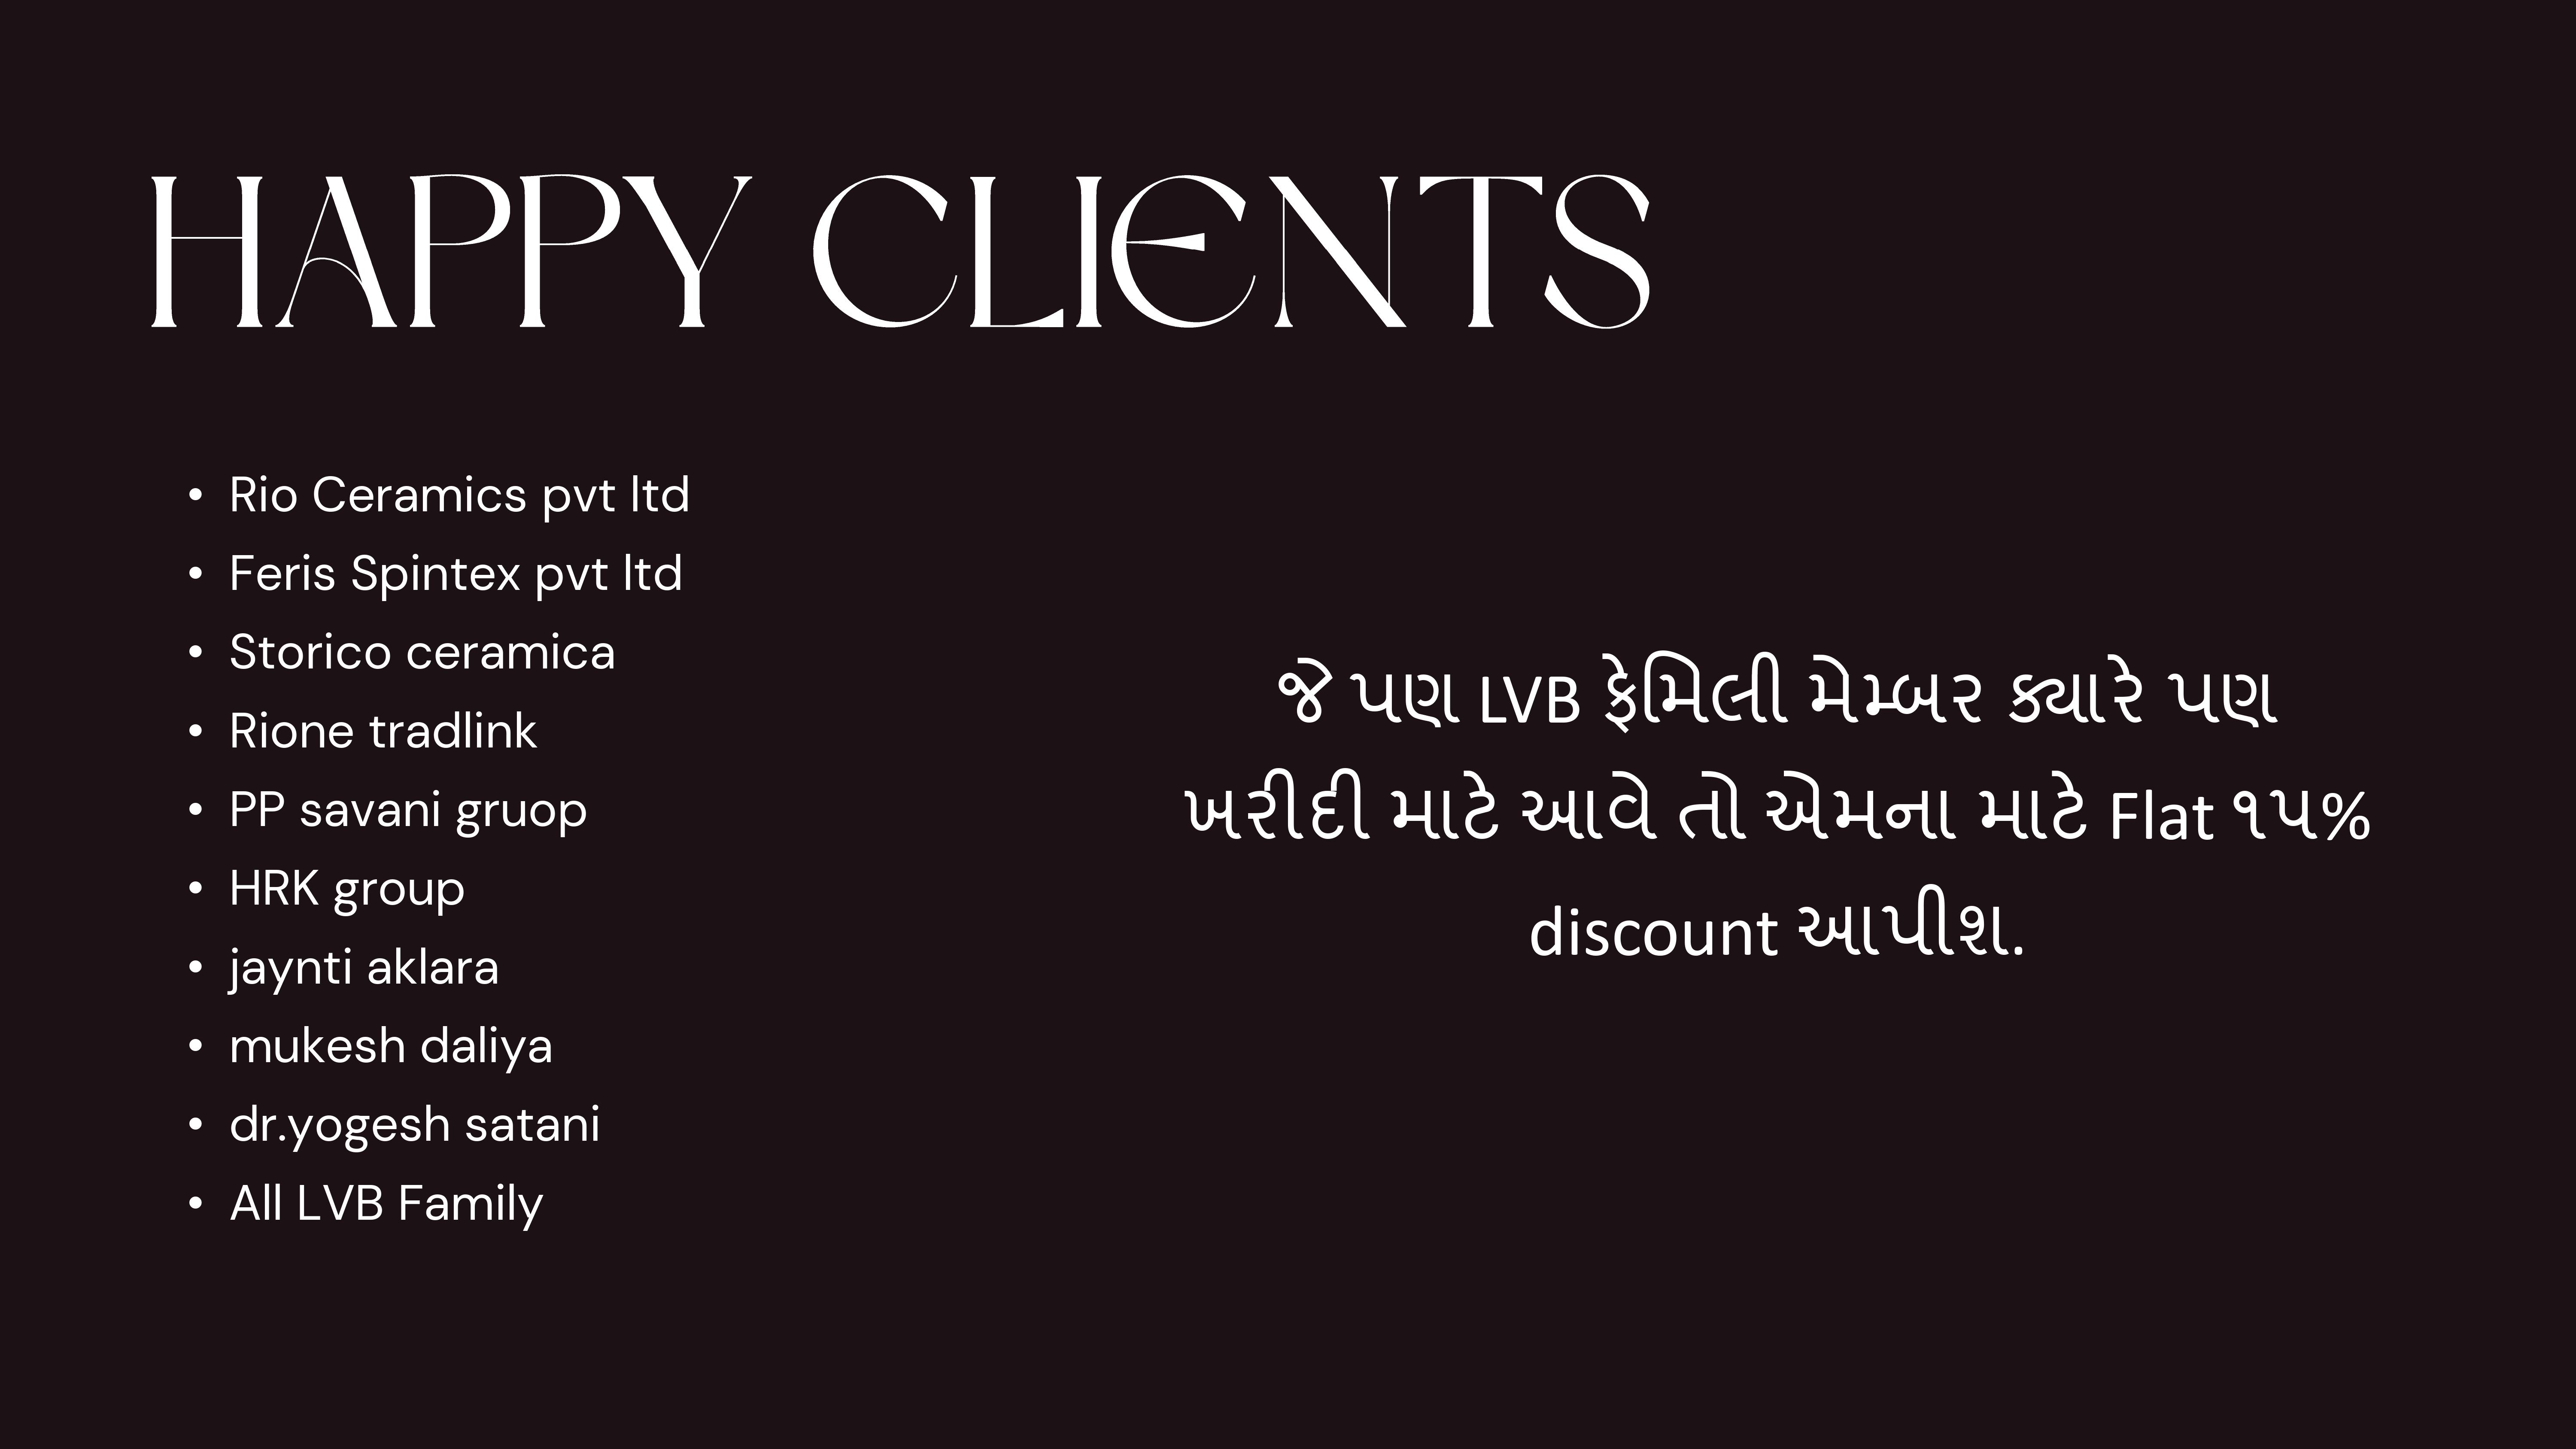 HAPPY CLIENTS
• Rio Ceramics pvt ltd
• Feris Spintex pvt ltd
• Storico ceramica
• Rione tradlink
• PP savani gruop
• HRK group
• jaynti aklara
• mukesh daliya
• dr.yogesh satani
• All LVB Family
જે પણ LVB ફેમિલી મેમ્બર ક્યારે પણ
ખરીદી માટે આવે તો એમના માટે Flat ૧૫%
discount આપીશ.